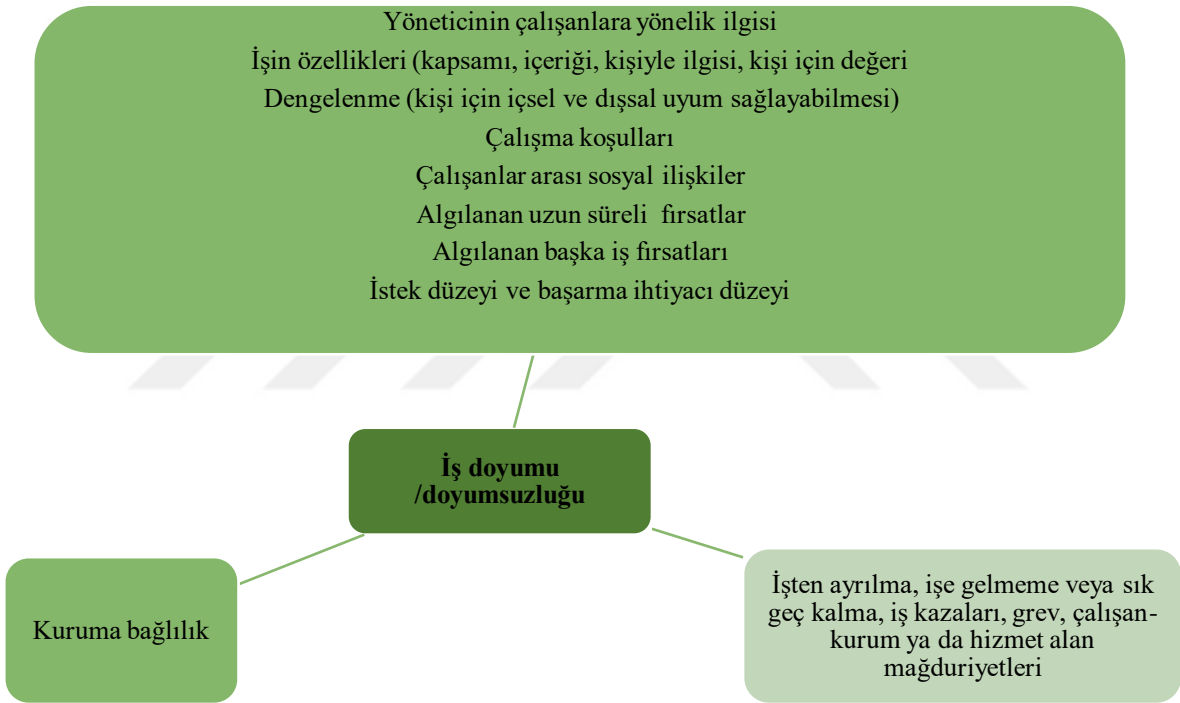 Yöneticinin çalışanlara yönelik ilgisi
İşin özellikleri (kapsamı, içeriği, kişiyle ilgisi, kişi için değeri
Dengelenme (kişi için içsel ve dışsal uyum sağlayabilmesi)
Çalışma koşulları
Çalışanlar arası sosyal ilişkiler
Algılanan uzun süreli fırsatlar
Algılanan başka iş fırsatları
İstek düzeyi ve başarma ihtiyacı düzeyi
İş doyumu
/doyumsuzluğu
Kuruma bağlılık
İşten ayrılma, işe gelmeme veya sık
geç kalma, iş kazaları, grev, çalışan-
kurum ya da hizmet alan
mağduriyetleri